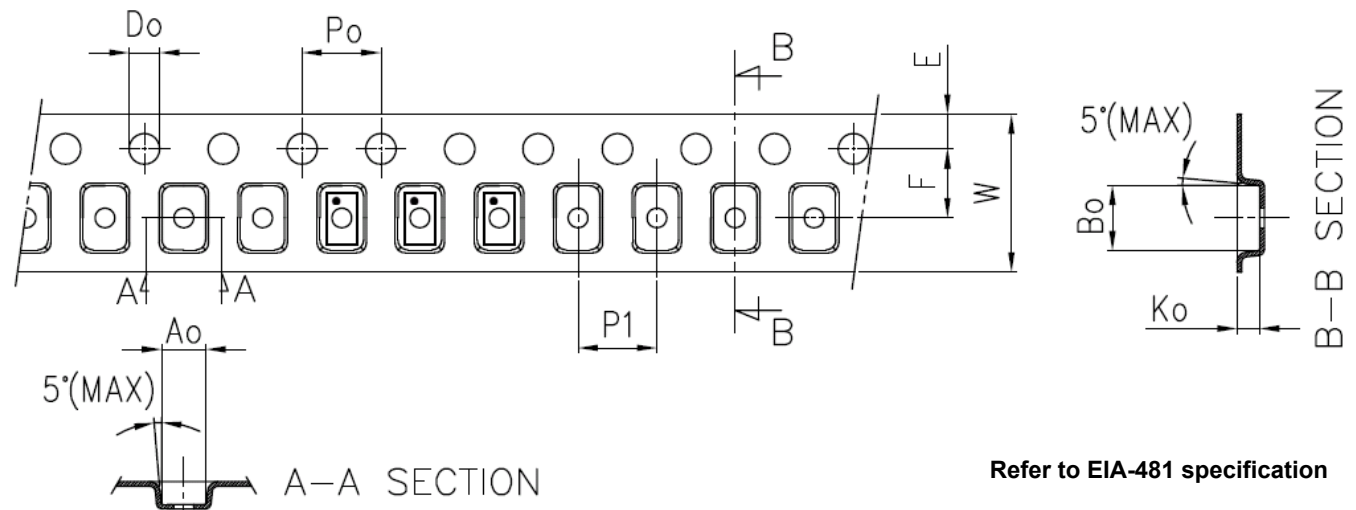 Do
Po
B
E
5°(MAX)
F
W
Bo
A
A
P1
B
Ko
Ao
5°(MAX)
A-A SECTION
B-B SECTION
Refer to EIA-481 specification